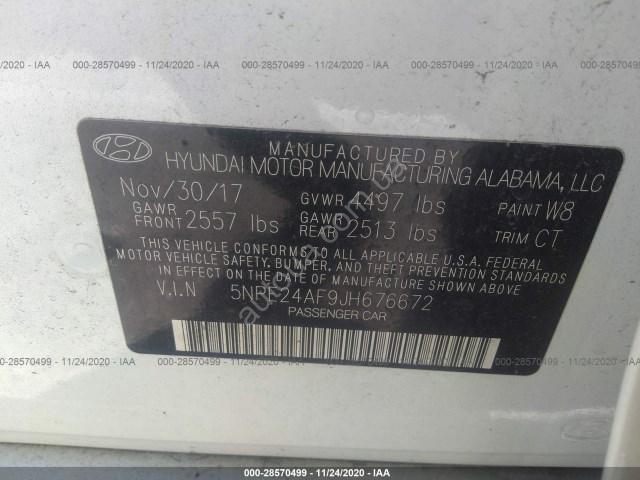 000-28570499 - 11/24/2020 - IAA
MANUFACTURED BY
HYUNDAI MOTOR MANUFACTURING ALABAMA, LLC
Nov/30/17 GVWR 4497 lbs PAINT W8
GAWR FRONT 2557 lbs GAWR REAR 2513 lbs TRIM CT
THIS VEHICLE CONFORMS TO ALL APPLICABLE U.S.A. FEDERAL
MOTOR VEHICLE SAFETY, BUMPER, AND THEFT PREVENTION STANDARDS
IN EFFECT ON THE DATE OF MANUFACTURE SHOWN ABOVE.
V.I.N 5NPE24AF9JH676672
PASSENGER CAR
000-28570499 - 11/24/2020 - IAA
000-28570499 - 11/24/2020 - IAA